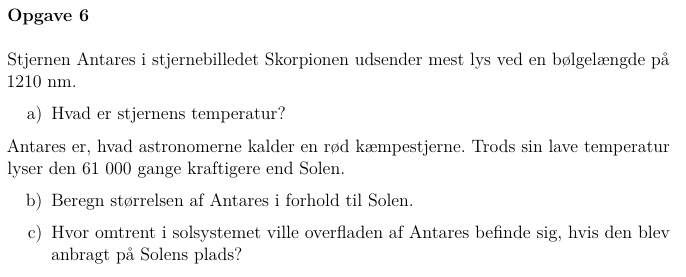 Opgave 6
Stjernen Antares i stjernebilledet Skorpionen udsender mest lys ved en bølgelængde på
1210 nm.
a) Hvad er stjernens temperatur?
Antares er, hvad astronomerne kalder en rød kæmpestjerne. Trods sin lave temperatur
lyser den 61 000 gange kraftigere end Solen.
b) Beregn størrelsen af Antares i forhold til Solen.
c) Hvor omtrent i solsystemet ville overfladen af Antares befinde sig, hvis den blev
anbragt på Solens plads?